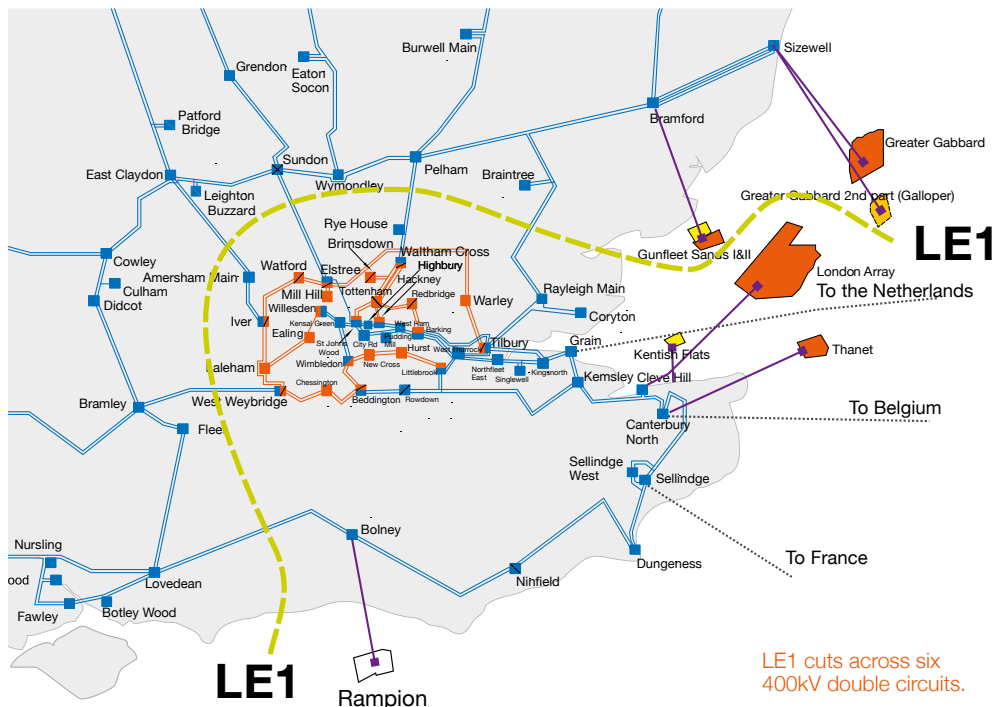 Burwell Main
Sizewell
Grendon
Eaton
Socon
Patford
Bridge
Bramford
Greater Gabbard
Sundon
Pelham
East Claydon
Wymondley
Braintree
Leighton
Buzzard
Greater Gabbard 2nd part (Galloper)
Rye House
LE1
Brimsdown
Waltham Cross
Gunfleet Sands I&II
Cowley
Highbury
Amersham Main
Watford
Elstree
Hackney
London Array
Culham
Mill Hill
Tottenham
Redbridge
Rayleigh Main
To the Netherlands
Didcot
Willesden
Warley
Iver
Kensal Green
West Ham
Coryton
Ealing
Barking
St Johns
Wood
City Rd
Pudding
Mill
Hurst
West Thurrock
Tilbury
Grain
Kentish Flats
Thanet
Wimbledon
New Cross
Laleham
Littlebrook
Northfleet
East
Singlewell
Kingsnorth
Kemsley
Cleve Hill
Chessington
West Weybridge
Beddington
Rowdown
Bramley
To Belgium
Flee
Canterbury
North
Sellindge
West
Sellindge
Bolney
Nursling
To France
Dungeness
ood
Lovedean
Ninfield
Fawley
Botley Wood
LE1
Rampion
LE1 cuts across six
400kV double circuits.